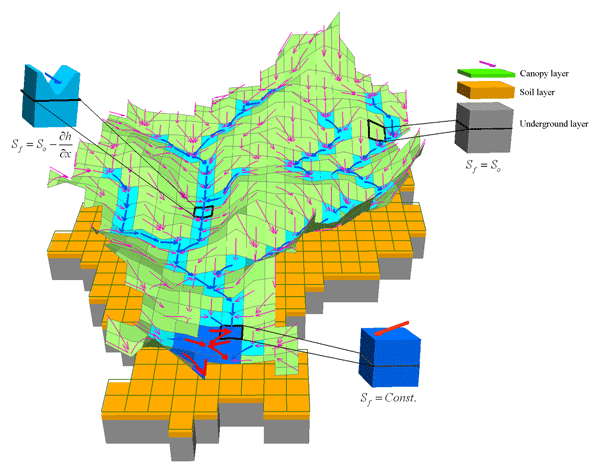 Canopy layer
Soil layer
Underground layer
S_f = S_o - ∂h/∂x
S_f = S_o
S_f = Const.